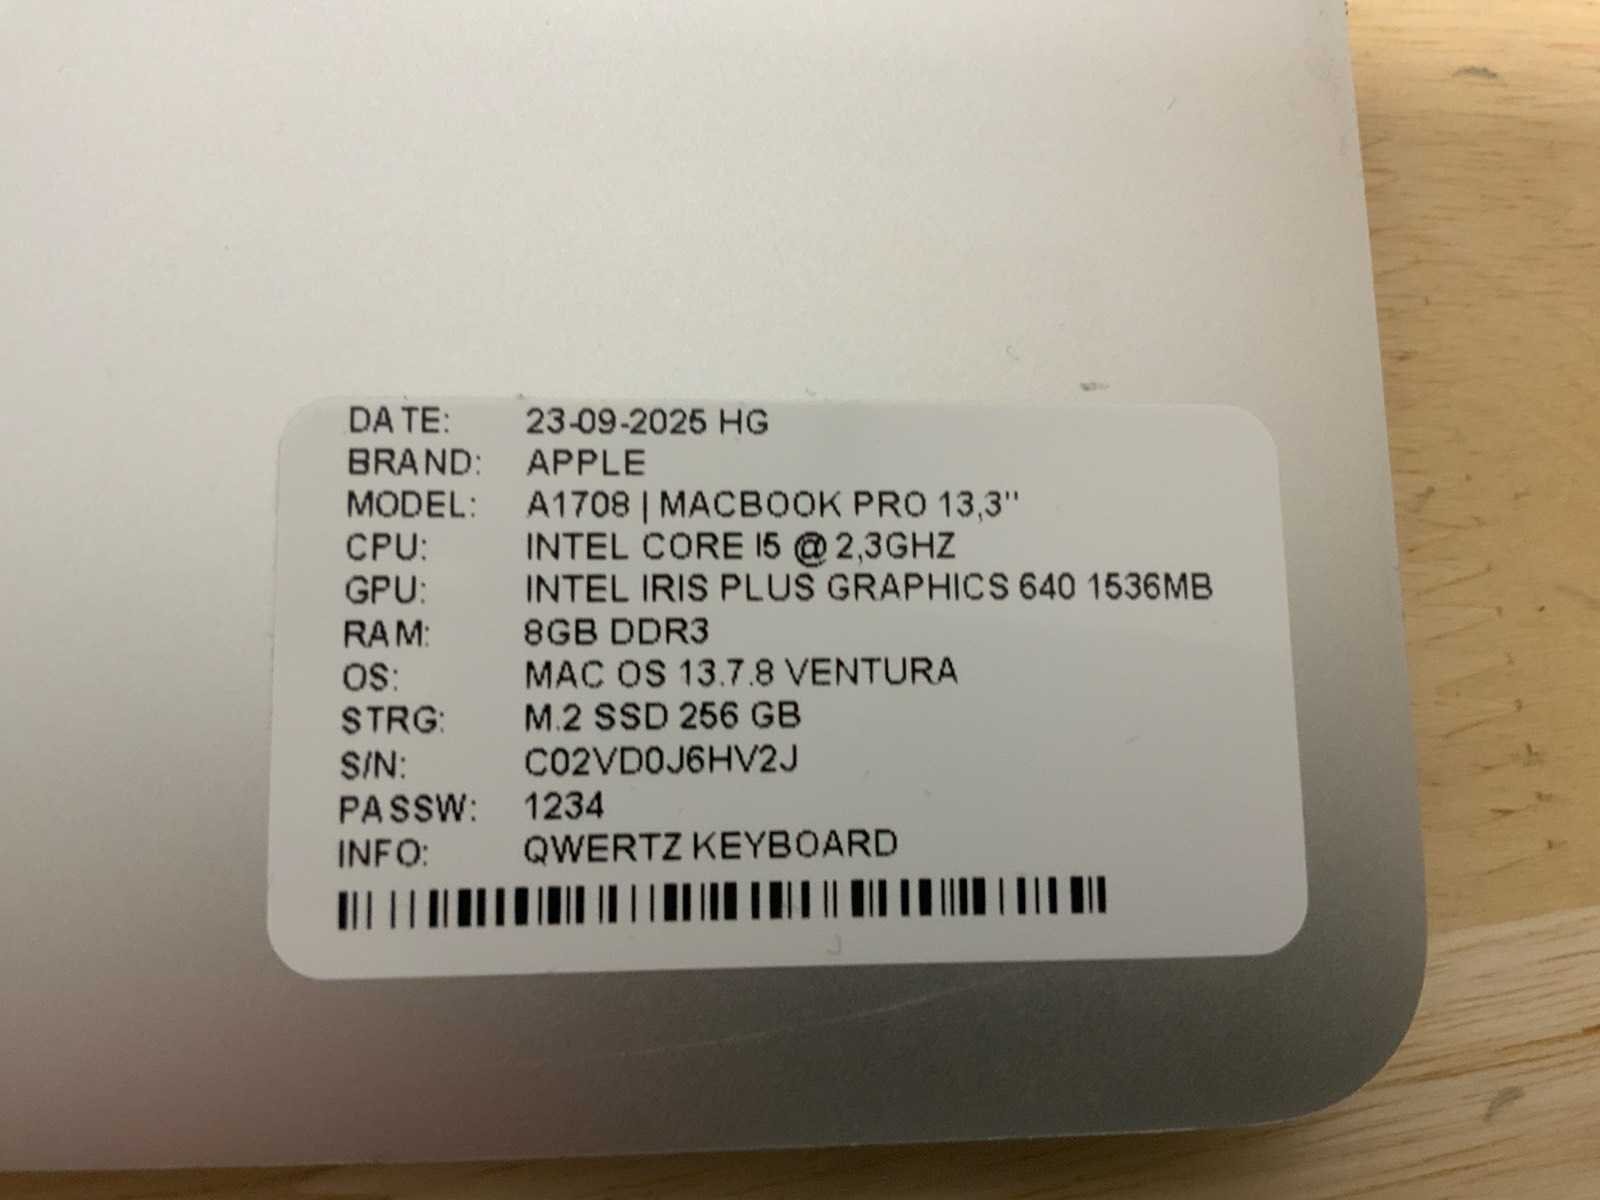 DATE: 23-09-2025 HG
BRAND: APPLE
MODEL: A1708 | MACBOOK PRO 13,3"
CPU: INTEL CORE I5 @ 2,3GHZ
GPU: INTEL IRIS PLUS GRAPHICS 640 1536MB
RAM: 8GB DDR3
OS: MAC OS 13.7.8 VENTURA
STRG: M.2 SSD 256 GB
S/N: C02VD0J6HV2J
PASSW: 1234
INFO: QWERTZ KEYBOARD